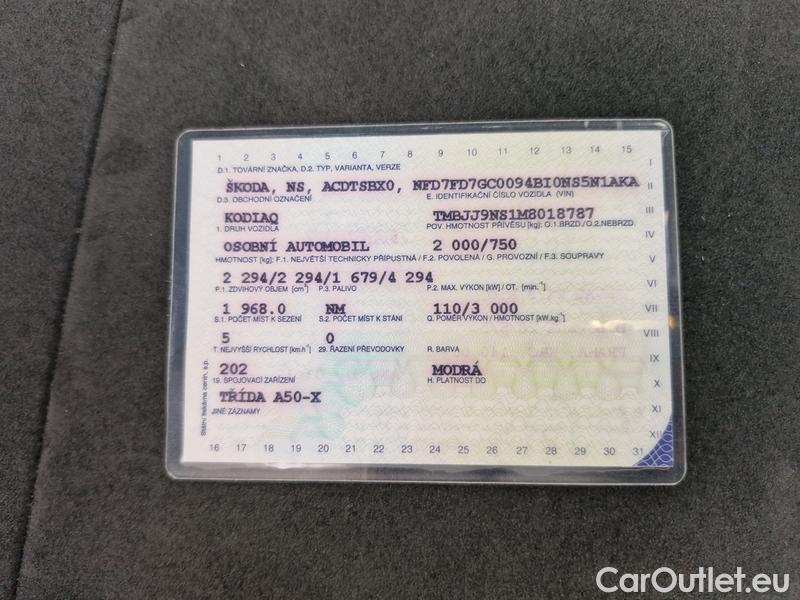 1 2 3 4 5 6 7 8 9 10 11 12 13 14 15
D.1. TOVÁRNÍ ZNAČKA, D.2. TYP, VARIANTA, VERZE
I
ŠKODA, NS, ACDTSBX0, NFD7FD7GC0094BI0NS5N1AKA
II
D.3. OBCHODNÍ OZNAČENÍ E. IDENTIFIKAČNÍ ČÍSLO VOZIDLA (VIN)
KODIAQ TMBJJ9NS1M8018787
III
1. DRUH VOZIDLA POV. HMOTNOST PŘÍVĚSU [kg]: O.1.BRZD./O.2.NEBRZD.
IV
OSOBNÍ AUTOMOBIL 2 000/750
HMOTNOST [kg]: F.1. NEJVĚTŠÍ TECHNICKY PŘÍPUSTNÁ / F.2. POVOLENÁ / G. PROVOZNÍ / F.3. SOUPRAVY
V
2 294/2 294/1 679/4 294
P.1. ZDVIHOVÝ OBJEM [cm³] P.3. PALIVO P.2. MAX. VÝKON [kW] / OT. [min.⁻¹]
VI
1 968.0 NM 110/3 000
VII
S.1. POČET MÍST K SEZENÍ S.2. POČET MÍST K STÁNÍ Q. POMĚR VÝKON / HMOTNOST [kW.kg⁻¹]
VIII
5 0
T. NEJVYŠŠÍ RYCHLOST [km.h⁻¹] 29. ŘAZENÍ PŘEVODOVKY R. BARVA
IX
202 MODRÁ
19. SPOJOVACÍ ZAŘÍZENÍ H. PLATNOST DO
X
TŘÍDA A50-X
XI
JINÉ ZÁZNAMY
XII
16 17 18 19 20 21 22 23 24 25 26 27 28 29 30 31
Státní tiskárna cenin, s.p.
CarOutlet.eu